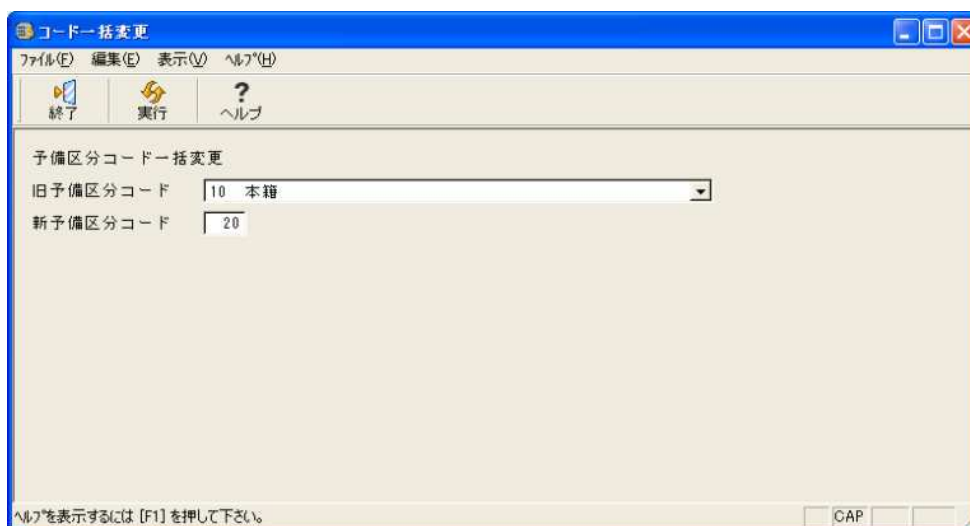 コード一括変更
ファイル(F) 編集(E) 表示(V) ヘルプ(H)
終了 実行 ? ヘルプ
予備区分コード一括変更
旧予備区分コード 10 本籍
新予備区分コード 20
ヘルプを表示するには [F1] を押して下さい。 CAP